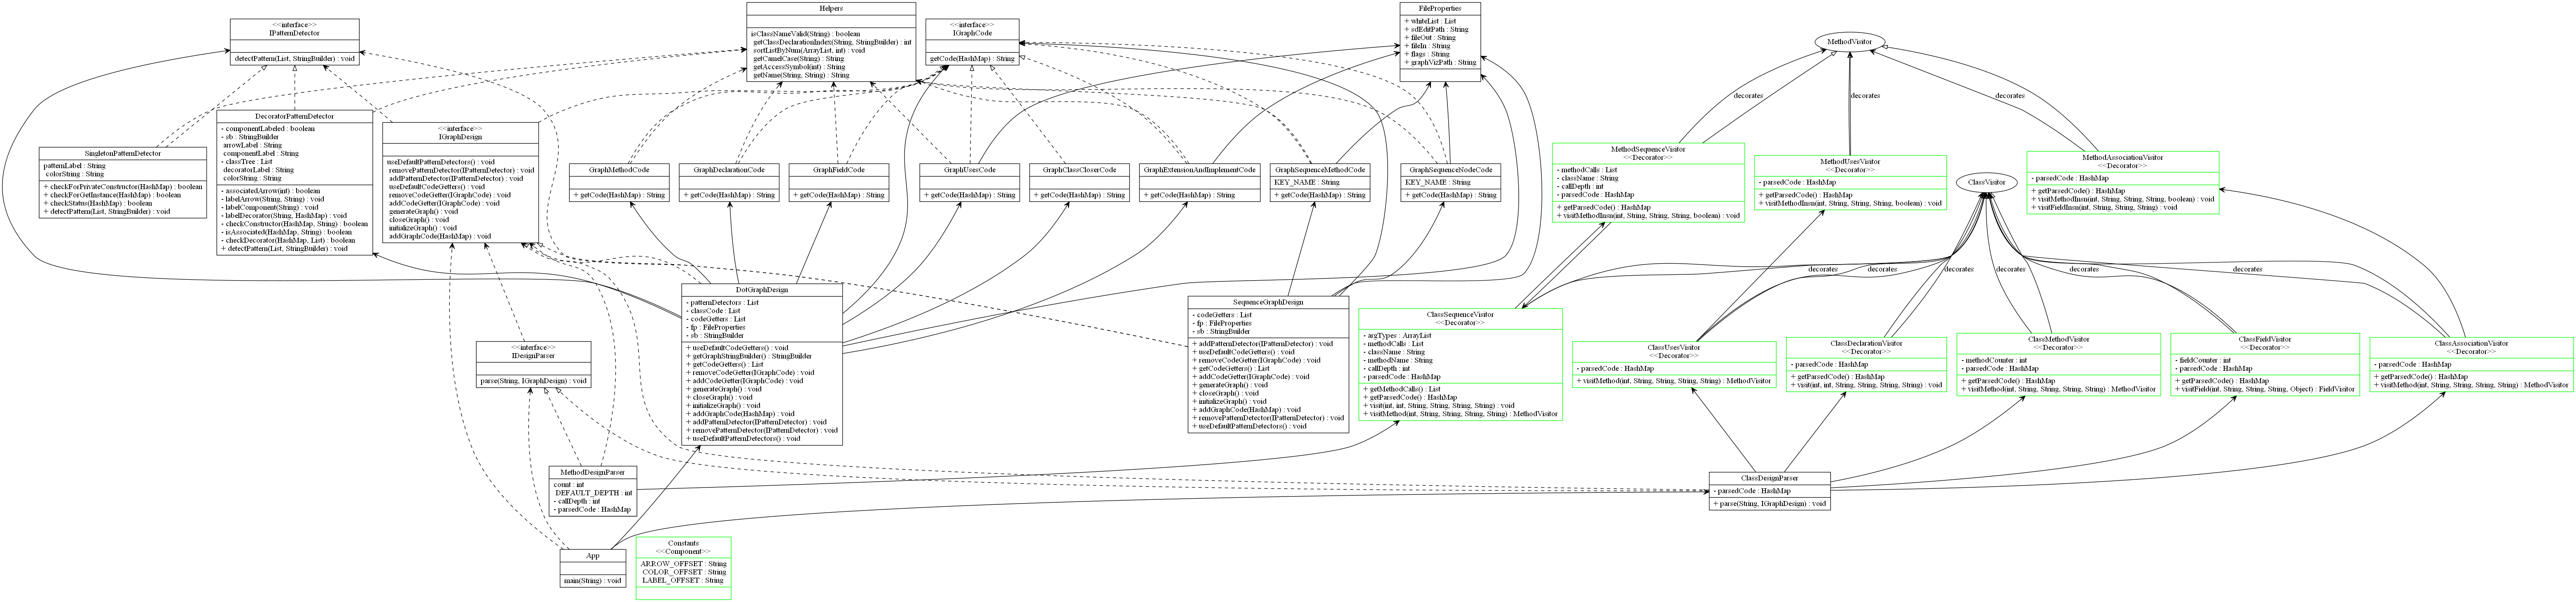 <<interface>>
IPatternDetector
detectPattern(List, StringBuilder) : void
Helpers
isClassNameValid(String) : boolean
getClassDeclarationIndex(String, StringBuilder) : int
sortListByNum(ArrayList, int) : void
getCamelCase(String) : String
getAccessSymbol(int) : String
getName(String, String) : String
<<interface>>
IGraphCode
getCode(HashMap) : String
FileProperties
+ whiteList : List
+ sdEditPath : String
+ fileOut : String
+ fileIn : String
+ flags : String
+ graphVizPath : String
MethodVisitor
decorates
decorates
decorates
SingletonPatternDetector
patternLabel : String
colorString : String
+ checkForPrivateConstructor(HashMap) : boolean
+ checkForGetInstance(HashMap) : boolean
+ checkStatus(HashMap) : boolean
+ detectPattern(List, StringBuilder) : void
DecoratorPatternDetector
- componentLabeled : boolean
- sb : StringBuilder
arrowLabel : String
componentLabel : String
- classTree : List
decoratorLabel : String
colorString : String
- associatedArrow(int) : boolean
- labelArrow(String, String) : void
- labelComponent(String) : void
- labelDecorator(String, HashMap) : void
- checkConstructor(HashMap, String) : boolean
- isAssociated(HashMap, String) : boolean
- checkDecorator(HashMap, List) : boolean
+ detectPattern(List, StringBuilder) : void
<<interface>>
IGraphDesign
useDefaultPatternDetectors() : void
removePatternDetector(IPatternDetector) : void
addPatternDetector(IPatternDetector) : void
useDefaultCodeGetters() : void
removeCodeGetter(IGraphCode) : void
addCodeGetter(IGraphCode) : void
generateGraph() : void
closeGraph() : void
initializeGraph() : void
addGraphCode(HashMap) : void
GraphMethodCode
+ getCode(HashMap) : String
GraphDeclarationCode
+ getCode(HashMap) : String
GraphFieldCode
+ getCode(HashMap) : String
GraphUsesCode
+ getCode(HashMap) : String
GraphClassCloserCode
+ getCode(HashMap) : String
GraphExtensionAndImplementCode
+ getCode(HashMap) : String
GraphSequenceMethodCode
KEY_NAME : String
+ getCode(HashMap) : String
GraphSequenceNodeCode
KEY_NAME : String
+ getCode(HashMap) : String
MethodSequenceVisitor
<<Decorator>>
- methodCalls : List
- className : String
- callDepth : int
- parsedCode : HashMap
+ getParsedCode() : HashMap
+ visitMethodInsn(int, String, String, String, boolean) : void
MethodUsesVisitor
<<Decorator>>
- parsedCode : HashMap
+ getParsedCode() : HashMap
+ visitMethodInsn(int, String, String, String, boolean) : void
ClassVisitor
MethodAssociationVisitor
<<Decorator>>
- parsedCode : HashMap
+ getParsedCode() : HashMap
+ visitMethodInsn(int, String, String, String, boolean) : void
+ visitFieldInsn(int, String, String, String) : void
decorates
decorates
decorates
decorates
decorates
decorates
DotGraphDesign
- patternDetectors : List
- classCode : List
- codeGetters : List
- fp : FileProperties
- sb : StringBuilder
+ useDefaultCodeGetters() : void
+ getGraphStringBuilder() : StringBuilder
+ getCodeGetters() : List
+ removeCodeGetter(IGraphCode) : void
+ addCodeGetter(IGraphCode) : void
+ generateGraph() : void
+ closeGraph() : void
+ initializeGraph() : void
+ addGraphCode(HashMap) : void
+ addPatternDetector(IPatternDetector) : void
+ removePatternDetector(IPatternDetector) : void
+ useDefaultPatternDetectors() : void
SequenceGraphDesign
- codeGetters : List
- fp : FileProperties
- sb : StringBuilder
+ addPatternDetector(IPatternDetector) : void
+ useDefaultCodeGetters() : void
+ removeCodeGetter(IGraphCode) : void
+ getCodeGetters() : List
+ addCodeGetter(IGraphCode) : void
+ generateGraph() : void
+ closeGraph() : void
+ initializeGraph() : void
+ addGraphCode(HashMap) : void
+ removePatternDetector(IPatternDetector) : void
+ useDefaultPatternDetectors() : void
ClassSequenceVisitor
<<Decorator>>
- argTypes : ArrayList
- methodCalls : List
- className : String
- methodName : String
- callDepth : int
- parsedCode : HashMap
+ getMethodCalls() : List
+ getParsedCode() : HashMap
+ visit(int, int, String, String, String, String) : void
+ visitMethod(int, String, String, String, String) : MethodVisitor
ClassUsesVisitor
<<Decorator>>
- parsedCode : HashMap
+ visitMethod(int, String, String, String, String) : MethodVisitor
ClassDeclarationVisitor
<<Decorator>>
- parsedCode : HashMap
+ getParsedCode() : HashMap
+ visit(int, int, String, String, String, String) : void
ClassMethodVisitor
<<Decorator>>
- methodCounter : int
- parsedCode : HashMap
+ getParsedCode() : HashMap
+ visitMethod(int, String, String, String, String) : MethodVisitor
ClassFieldVisitor
<<Decorator>>
- fieldCounter : int
- parsedCode : HashMap
+ getParsedCode() : HashMap
+ visitField(int, String, String, String, Object) : FieldVisitor
ClassAssociationVisitor
<<Decorator>>
- parsedCode : HashMap
+ getParsedCode() : HashMap
+ visitMethod(int, String, String, String, String) : MethodVisitor
<<interface>>
IDesignParser
parse(String, IGraphDesign) : void
MethodDesignParser
count : int
DEFAULT_DEPTH : int
- callDepth : int
- parsedCode : HashMap
ClassDesignParser
- parsedCode : HashMap
+ parse(String, IGraphDesign) : void
App
main(String) : void
Constants
<<Component>>
ARROW_OFFSET : String
COLOR_OFFSET : String
LABEL_OFFSET : String